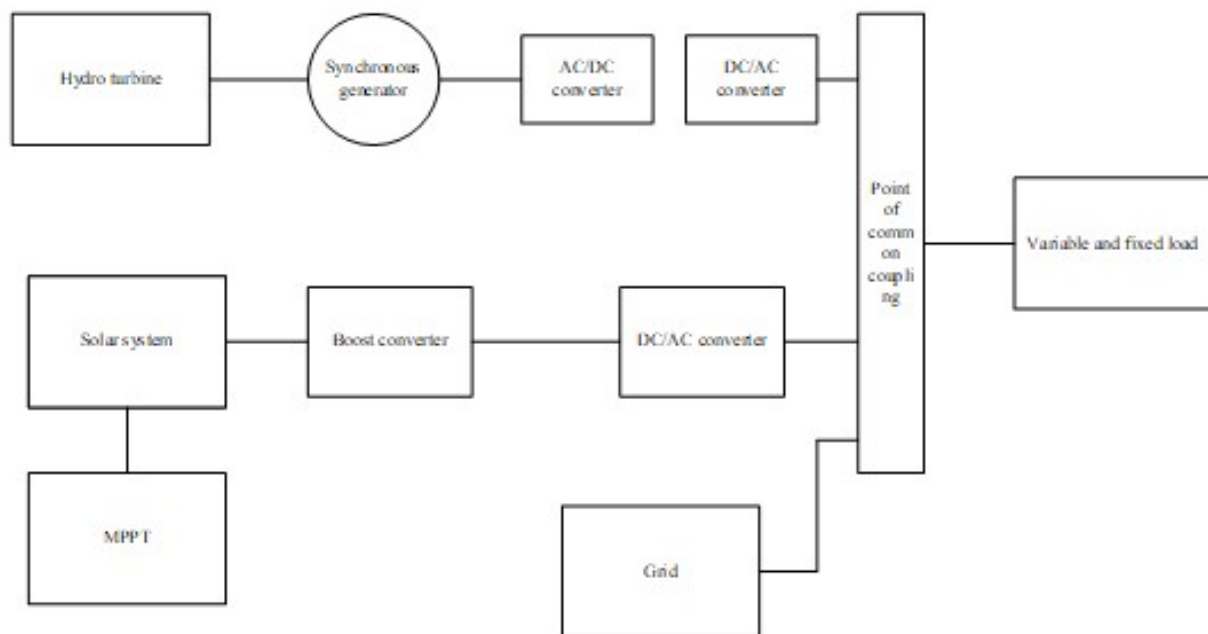 Hydro turbine
Synchronous
generator
AC/DC
converter
DC/AC
converter
Point
of
comm
on
coupli
ng
Variable and fixed load
Solar system
Boost converter
DC/AC converter
MPPT
Grid